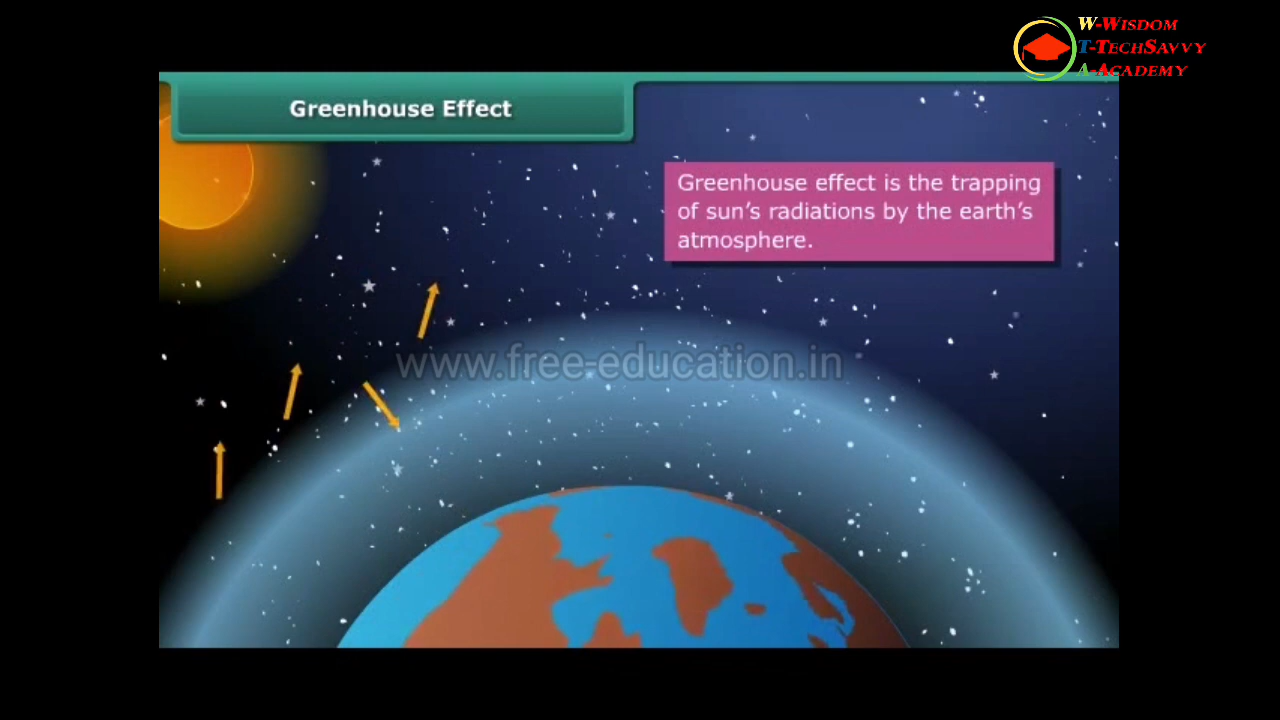 W-Wisdom
T-TechSavvy
A-Academy
Greenhouse Effect
Greenhouse effect is the trapping
of sun's radiations by the earth's
atmosphere.
www.free-education.in